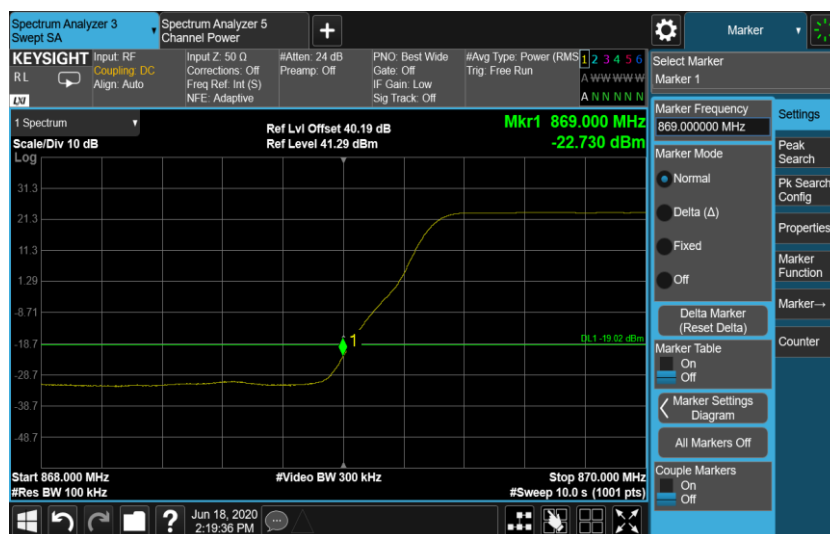 Spectrum Analyzer 3
Swept SA
Spectrum Analyzer 5
Channel Power
Marker
KEYSIGHT
RL
LXI
Input: RF
Coupling: DC
Align: Auto
Input Z: 50 Ω
Corrections: Off
Freq Ref: Int (S)
NFE: Adaptive
#Atten: 24 dB
Preamp: Off
PNO: Best Wide
Gate: Off
IF Gain: Low
Sig Track: Off
#Avg Type: Power (RMS
Trig: Free Run
1 2 3 4 5 6
A W W W W W
A N N N N N
Select Marker
Marker 1
1 Spectrum
Scale/Div 10 dB
Log
Ref Lvl Offset 40.19 dB
Ref Level 41.29 dBm
Mkr1 869.000 MHz
-22.730 dBm
31.3
21.3
11.3
1.29
-8.71
-18.7
-28.7
-38.7
-48.7
1
DL1 -19.02 dBm
Start 868.000 MHz
#Res BW 100 kHz
#Video BW 300 kHz
Stop 870.000 MHz
#Sweep 10.0 s (1001 pts)
Marker Frequency
869.000000 MHz
Marker Mode
Normal
Delta (Δ)
Fixed
Off
Delta Marker
(Reset Delta)
Marker Table
On
Off
Marker Settings
Diagram
All Markers Off
Couple Markers
On
Off
Settings
Peak
Search
Pk Search
Config
Properties
Marker
Function
Marker→
Counter
?
Jun 18, 2020
2:19:36 PM